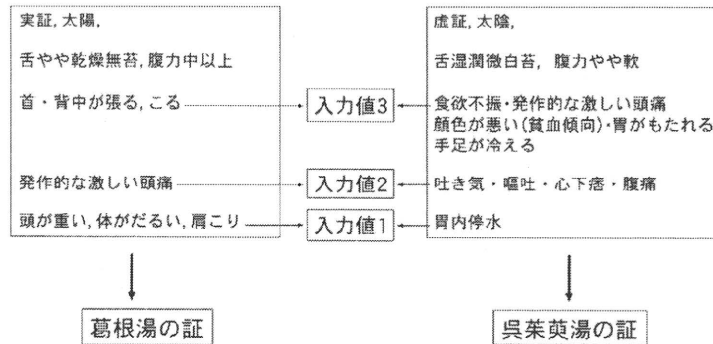 実証, 太陽,
舌やや乾燥無苔, 腹力中以上
首・背中が張る, こる
発作的な激しい頭痛
頭が重い, 体がだるい, 肩こり
入力値3
入力値2
入力値1
虚証, 太陰,
舌湿潤微白苔, 腹力やや軟
食欲不振・発作的な激しい頭痛
顔色が悪い(貧血傾向)・胃がもたれる
手足が冷える
吐き気・嘔吐・心下痞・腹痛
胃内停水
葛根湯の証
呉茱萸湯の証